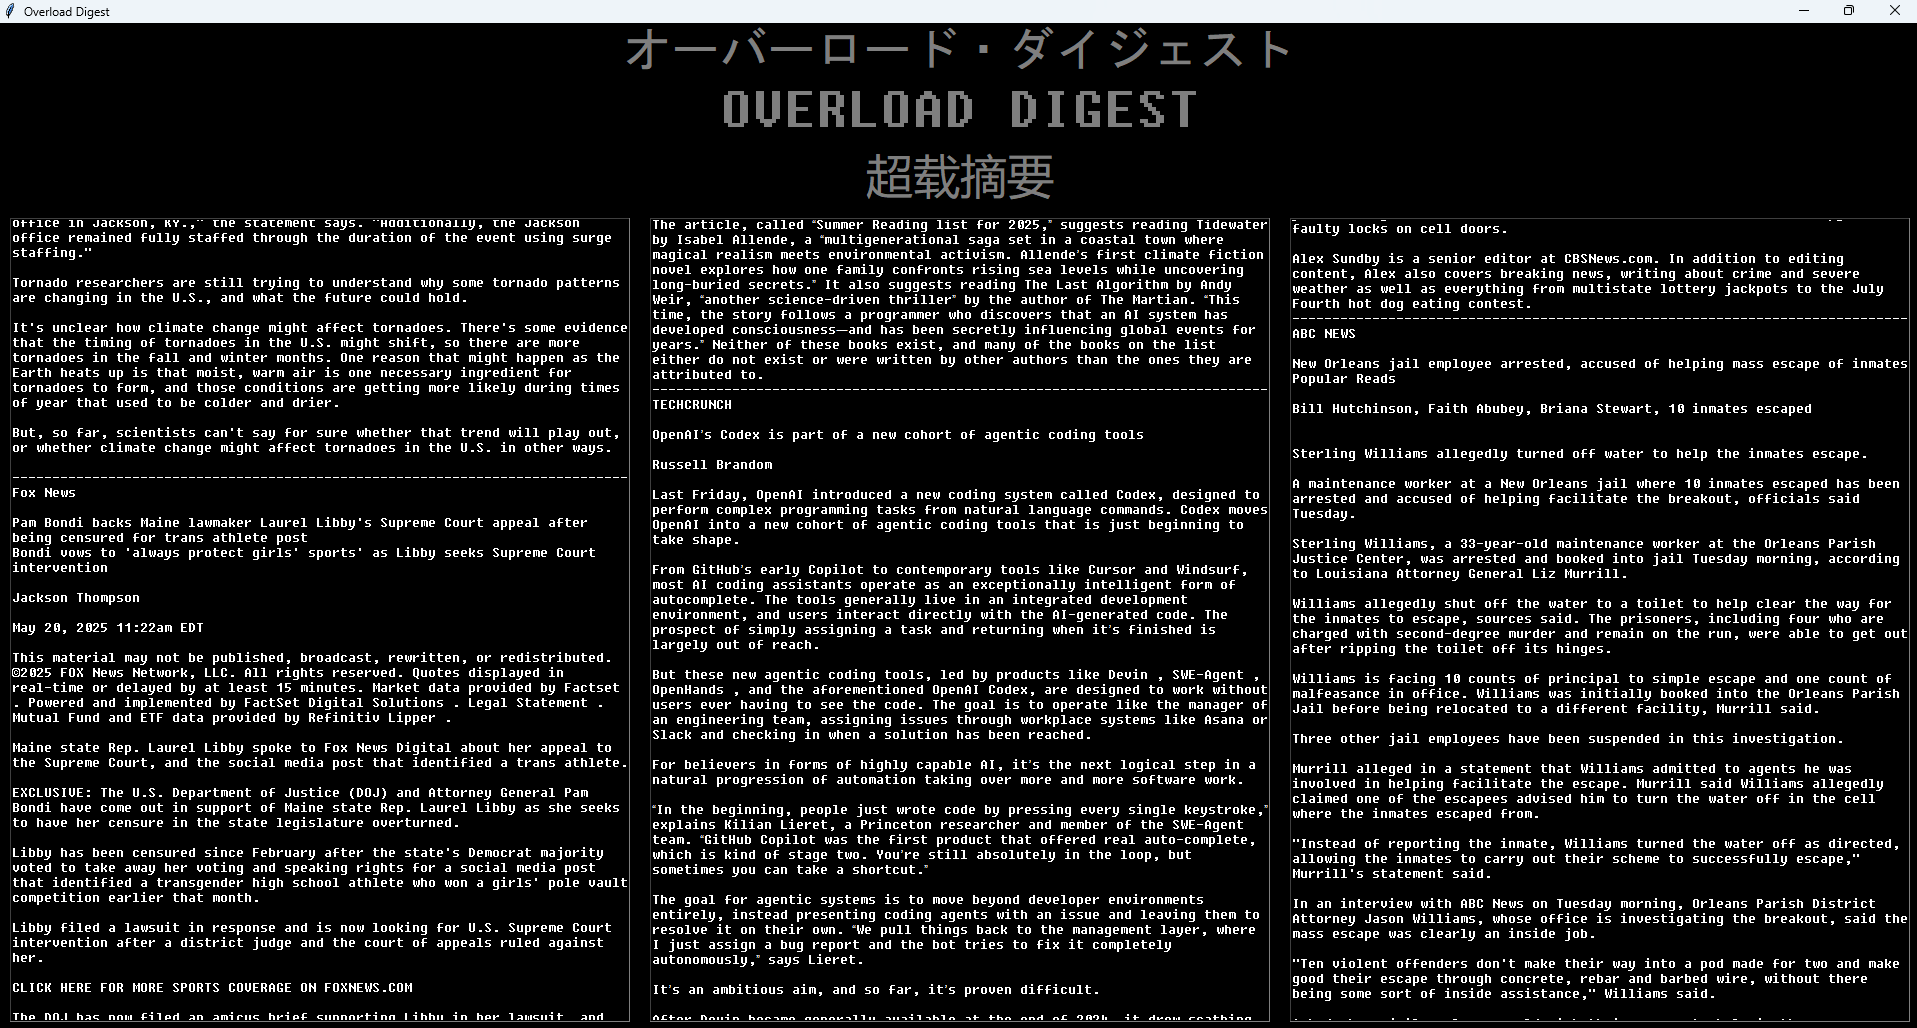 Overload Digest
オーバーロード・ダイジェスト
OVERLOAD DIGEST
超载摘要
office in Jackson, KY.," the statement says. "Additionally, the Jackson
office remained fully staffed through the duration of the event using surge
staffing."
Tornado researchers are still trying to understand why some tornado patterns
are changing in the U.S., and what the future could hold.
It's unclear how climate change might affect tornadoes. There's some evidence
that the timing of tornadoes in the U.S. might shift, so there are more
tornadoes in the fall and winter months. One reason that might happen as the
Earth heats up is that moist, warm air is one necessary ingredient for
tornadoes to form, and those conditions are getting more likely during times
of year that used to be colder and drier.
But, so far, scientists can't say for sure whether that trend will play out,
or whether climate change might affect tornadoes in the U.S. in other ways.
Fox News
Pam Bondi backs Maine lawmaker Laurel Libby's Supreme Court appeal after
being censured for trans athlete post
Bondi vows to 'always protect girls' sports' as Libby seeks Supreme Court
intervention
Jackson Thompson
May 20, 2025 11:22am EDT
This material may not be published, broadcast, rewritten, or redistributed.
©2025 FOX News Network, LLC. All rights reserved. Quotes displayed in
real-time or delayed by at least 15 minutes. Market data provided by Factset
. Powered and implemented by FactSet Digital Solutions . Legal Statement .
Mutual Fund and ETF data provided by Refinitiv Lipper .
Maine state Rep. Laurel Libby spoke to Fox News Digital about her appeal to
the Supreme Court, and the social media post that identified a trans athlete.
EXCLUSIVE: The U.S. Department of Justice (DOJ) and Attorney General Pam
Bondi have come out in support of Maine state Rep. Laurel Libby as she seeks
to have her censure in the state legislature overturned.
Libby has been censured since February after the state's Democrat majority
voted to take away her voting and speaking rights for a social media post
that identified a transgender high school athlete who won a girls' pole vault
competition earlier that month.
Libby filed a lawsuit in response and is now looking for U.S. Supreme Court
intervention after a district judge and the court of appeals ruled against
her.
CLICK HERE FOR MORE SPORTS COVERAGE ON FOXNEWS.COM
The DOJ has now filed an amicus brief supporting Libby in her lawsuit, and
The article, called “Summer Reading list for 2025,” suggests reading Tidewater
by Isabel Allende, a “multigenerational saga set in a coastal town where
magical realism meets environmental activism. Allende’s first climate fiction
novel explores how one family confronts rising sea levels while uncovering
long-buried secrets.” It also suggests reading The Last Algorithm by Andy
Weir, “another science-driven thriller” by the author of The Martian. “This
time, the story follows a programmer who discovers that an AI system has
developed consciousness—and has been secretly influencing global events for
years.” Neither of these books exist, and many of the books on the list
either do not exist or were written by other authors than the ones they are
attributed to.
TECHCRUNCH
OpenAI’s Codex is part of a new cohort of agentic coding tools
Russell Brandom
Last Friday, OpenAI introduced a new coding system called Codex, designed to
perform complex programming tasks from natural language commands. Codex moves
OpenAI into a new cohort of agentic coding tools that is just beginning to
take shape.
From GitHub’s early Copilot to contemporary tools like Cursor and Windsurf,
most AI coding assistants operate as an exceptionally intelligent form of
autocomplete. The tools generally live in an integrated development
environment, and users interact directly with the AI-generated code. The
prospect of simply assigning a task and returning when it’s finished is
largely out of reach.
But these new agentic coding tools, led by products like Devin , SWE-Agent ,
OpenHands , and the aforementioned OpenAI Codex, are designed to work without
users ever having to see the code. The goal is to operate like the manager of
an engineering team, assigning issues through workplace systems like Asana or
Slack and checking in when a solution has been reached.
For believers in forms of highly capable AI, it’s the next logical step in a
natural progression of automation taking over more and more software work.
“In the beginning, people just wrote code by pressing every single keystroke,”
explains Kilian Lieret, a Princeton researcher and member of the SWE-Agent
team. “GitHub Copilot was the first product that offered real auto-complete,
which is kind of stage two. You’re still absolutely in the loop, but
sometimes you can take a shortcut.”
The goal for agentic systems is to move beyond developer environments
entirely, instead presenting coding agents with an issue and leaving them to
resolve it on their own. “We pull things back to the management layer, where
I just assign a bug report and the bot tries to fix it completely
autonomously,” says Lieret.
It’s an ambitious aim, and so far, it’s proven difficult.
After Devin became generally available at the end of 2024, it drew scathing
faulty locks on cell doors.
Alex Sundby is a senior editor at CBSNews.com. In addition to editing
content, Alex also covers breaking news, writing about crime and severe
weather as well as everything from multistate lottery jackpots to the July
Fourth hot dog eating contest.
ABC NEWS
New Orleans jail employee arrested, accused of helping mass escape of inmates
Popular Reads
Bill Hutchinson, Faith Abubey, Briana Stewart, 10 inmates escaped
Sterling Williams allegedly turned off water to help the inmates escape.
A maintenance worker at a New Orleans jail where 10 inmates escaped has been
arrested and accused of helping facilitate the breakout, officials said
Tuesday.
Sterling Williams, a 33-year-old maintenance worker at the Orleans Parish
Justice Center, was arrested and booked into jail Tuesday morning, according
to Louisiana Attorney General Liz Murrill.
Williams allegedly shut off the water to a toilet to help clear the way for
the inmates to escape, sources said. The prisoners, including four who are
charged with second-degree murder and remain on the run, were able to get out
after ripping the toilet off its hinges.
Williams is facing 10 counts of principal to simple escape and one count of
malfeasance in office. Williams was initially booked into the Orleans Parish
Jail before being relocated to a different facility, Murrill said.
Three other jail employees have been suspended in this investigation.
Murrill alleged in a statement that Williams admitted to agents he was
involved in helping facilitate the escape. Murrill said Williams allegedly
claimed one of the escapees advised him to turn the water off in the cell
where the inmates escaped from.
"Instead of reporting the inmate, Williams turned the water off as directed,
allowing the inmates to carry out their scheme to successfully escape,"
Murrill's statement said.
In an interview with ABC News on Tuesday morning, Orleans Parish District
Attorney Jason Williams, whose office is investigating the breakout, said the
mass escape was clearly an inside job.
"Ten violent offenders don't make their way into a pod made for two and make
good their escape through concrete, rebar and barbed wire, without there
being some sort of inside assistance," Williams said.